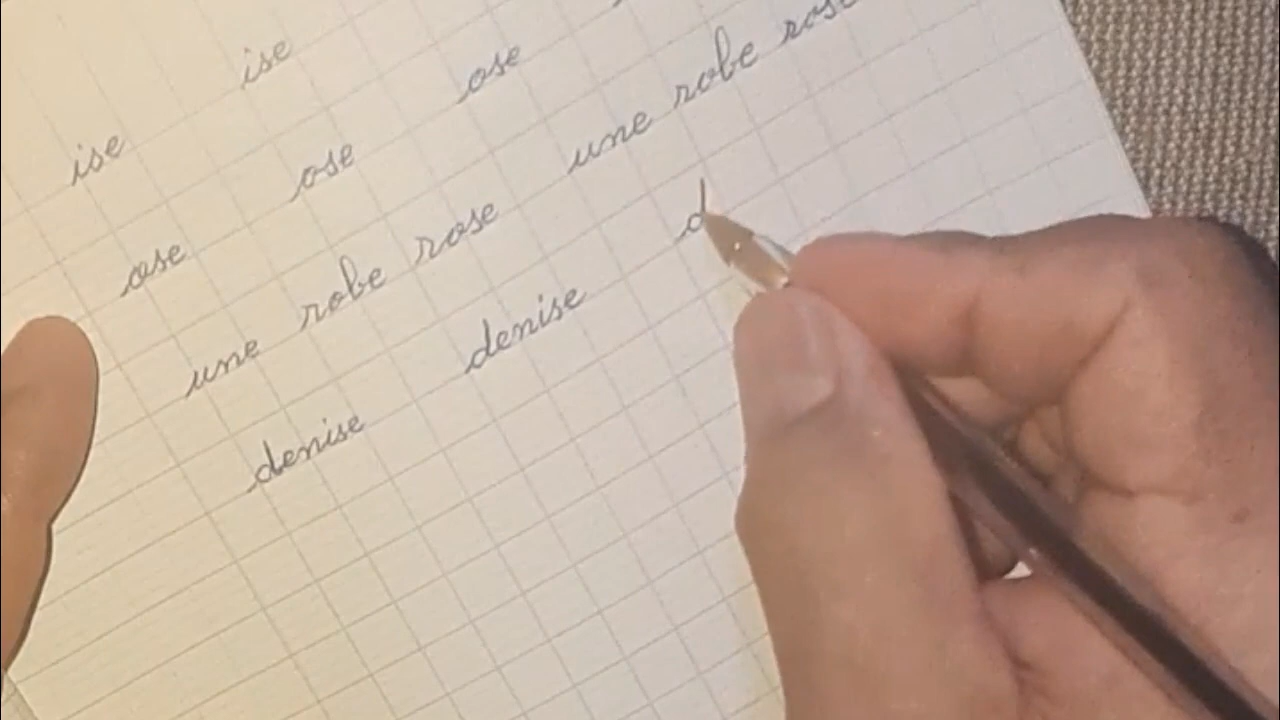 ise ise
ose ose ose
une robe rose une robe rose
denise denise d